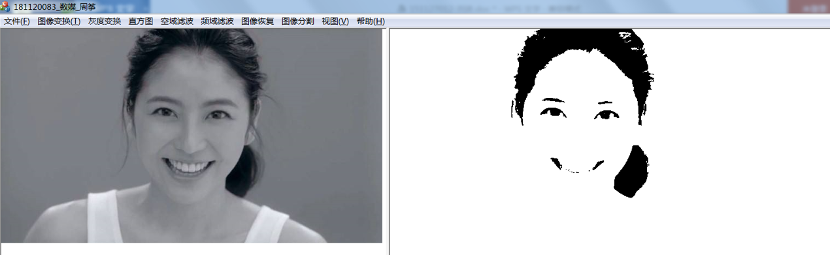 181120083_数媒_周筝
文件(F) 图像变换(T) 灰度变换 直方图 空域滤波 频域滤波 图像恢复 图像分割 视图(V) 帮助(H)